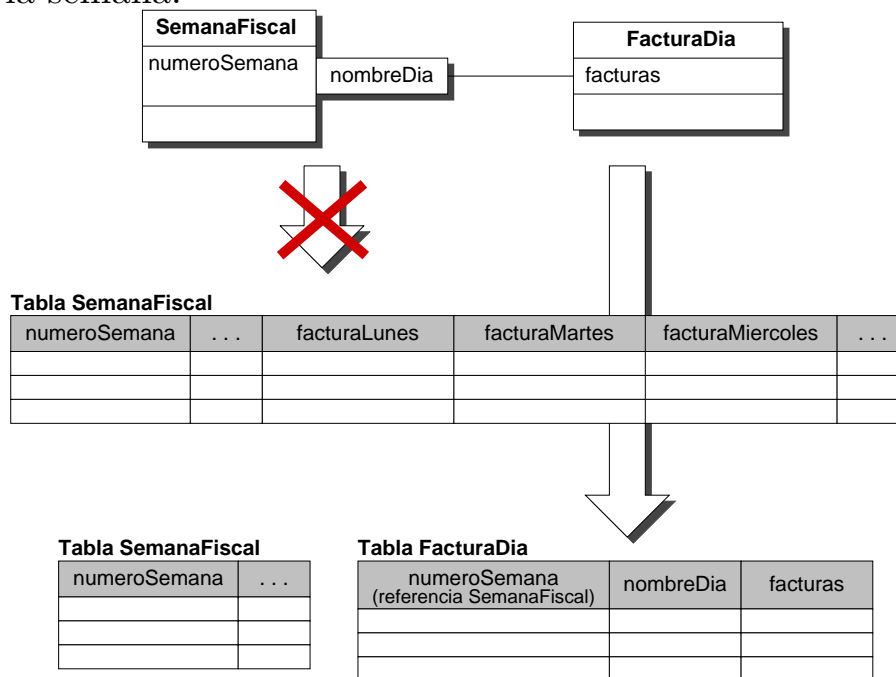 la semana.
SemanaFiscal
numeroSemana
nombreDia
FacturaDia
facturas
Tabla SemanaFiscal
numeroSemana . . . facturaLunes facturaMartes facturaMiercoles . . .
Tabla SemanaFiscal
numeroSemana . . .
Tabla FacturaDia
numeroSemana
(referencia SemanaFiscal)
nombreDia
facturas